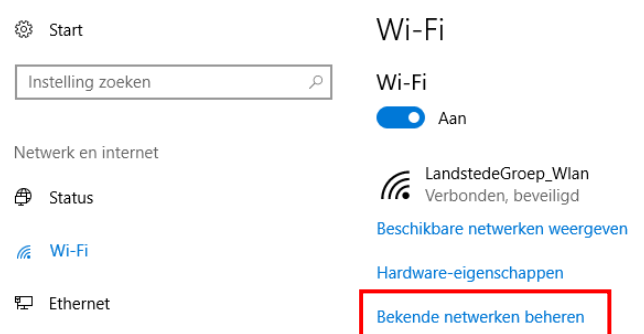 Start
Instelling zoeken
Netwerk en internet
Status
Wi-Fi
Ethernet
Wi-Fi
Wi-Fi
Aan
LandstedeGroep_Wlan
Verbonden, beveiligd
Beschikbare netwerken weergeven
Hardware-eigenschappen
Bekende netwerken beheren